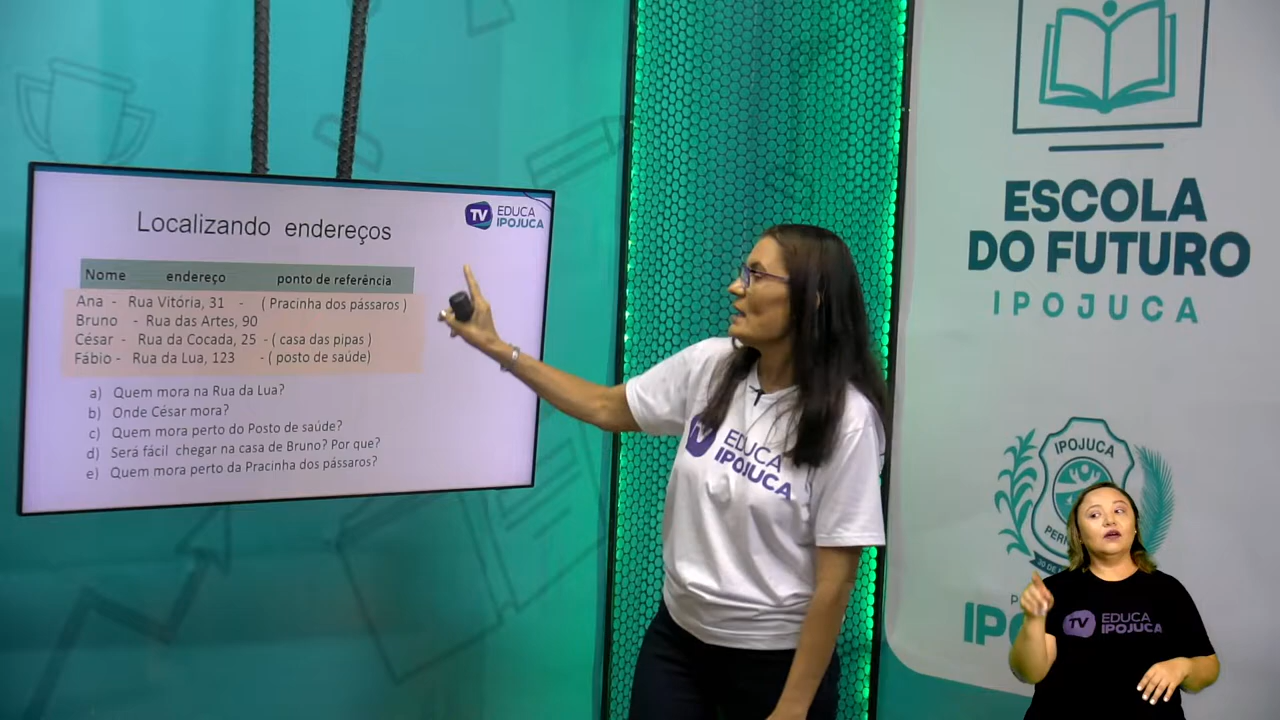 Localizando endereços
TV EDUCA
IPOJUCA
Nome endereço ponto de referência
Ana - Rua Vitória, 31 - ( Pracinha dos pássaros )
Bruno - Rua das Artes, 90
César - Rua da Cocada, 25 - ( casa das pipas )
Fábio - Rua da Lua, 123 - ( posto de saúde)
a) Quem mora na Rua da Lua?
b) Onde César mora?
c) Quem mora perto do Posto de saúde?
d) Será fácil chegar na casa de Bruno? Por que?
e) Quem mora perto da Pracinha dos pássaros?
TV EDUCA
IPOJUCA
ESCOLA
DO FUTURO
IPOJUCA
IPOJUCA
TV EDUCA
IPOJUCA